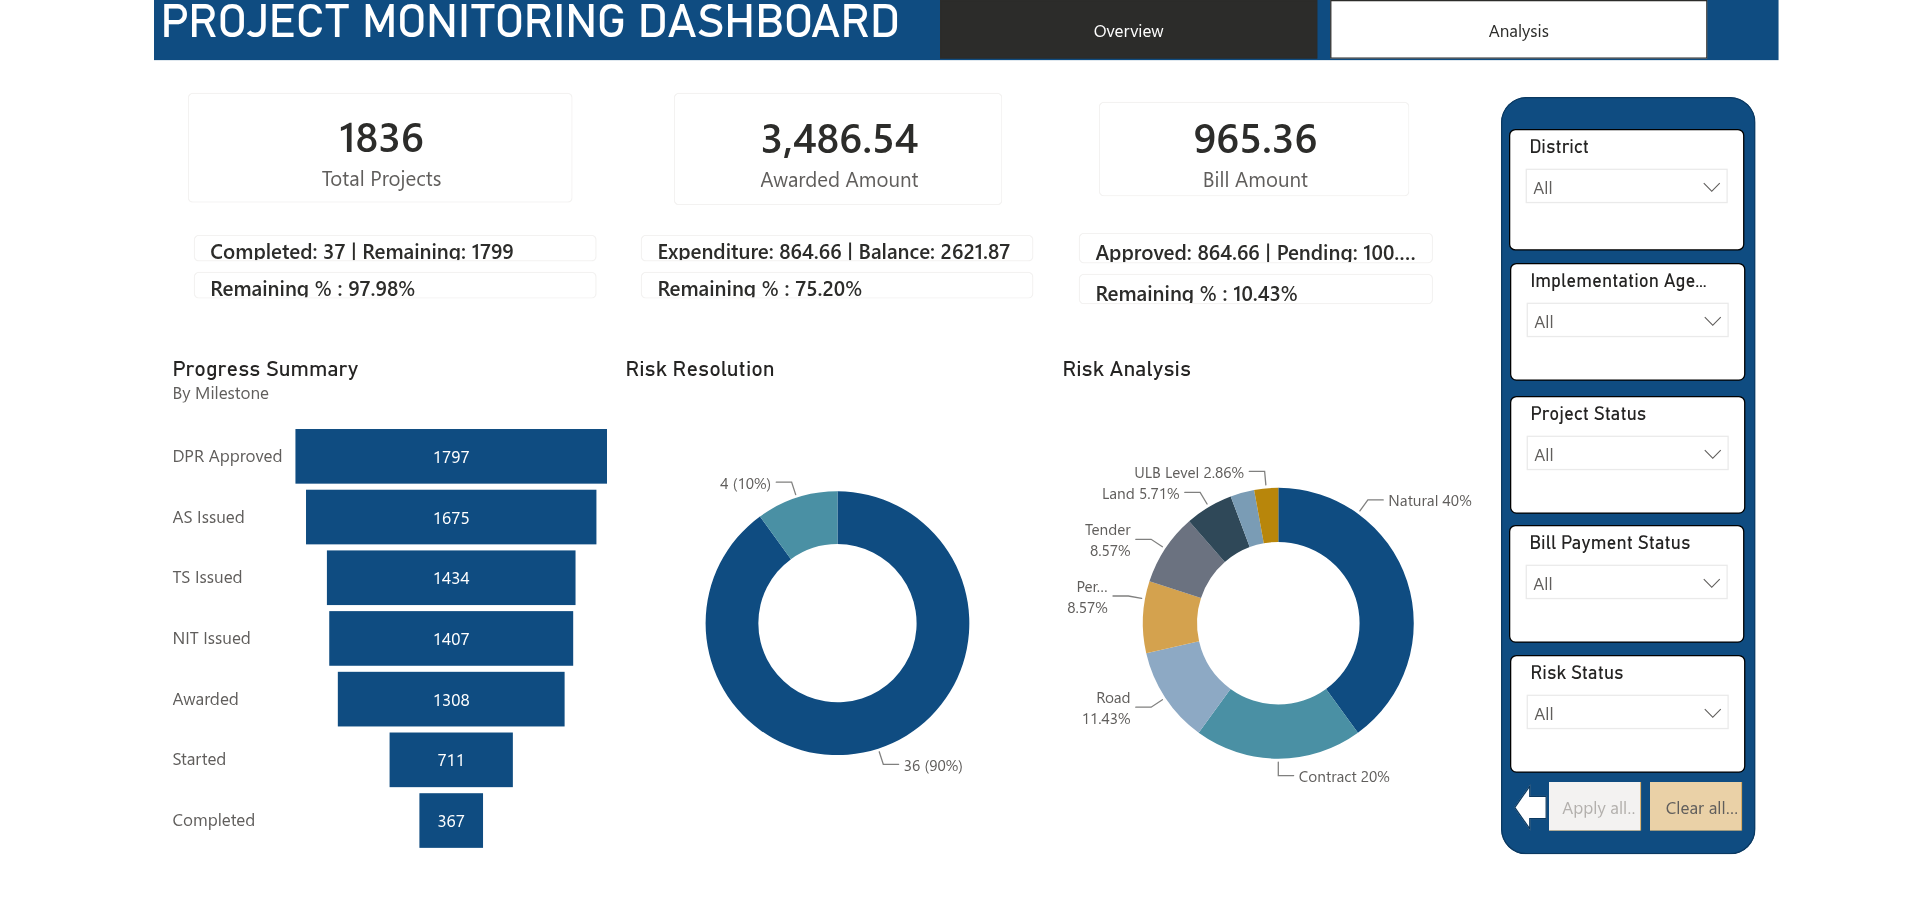 PROJECT MONITORING DASHBOARD
Overview
Analysis
1836
Total Projects
3,486.54
Awarded Amount
965.36
Bill Amount
Completed: 37 | Remaining: 1799
Remaining % : 97.98%
Expenditure: 864.66 | Balance: 2621.87
Remaining % : 75.20%
Approved: 864.66 | Pending: 100....
Remaining % : 10.43%
Progress Summary
By Milestone
DPR Approved 1797
AS Issued 1675
TS Issued 1434
NIT Issued 1407
Awarded 1308
Started 711
Completed 367
Risk Resolution
4 (10%)
36 (90%)
Risk Analysis
ULB Level 2.86%
Land 5.71%
Tender
8.57%
Per...
8.57%
Road
11.43%
Natural 40%
Contract 20%
District
All
Implementation Age...
All
Project Status
All
Bill Payment Status
All
Risk Status
All
Apply all..
Clear all...